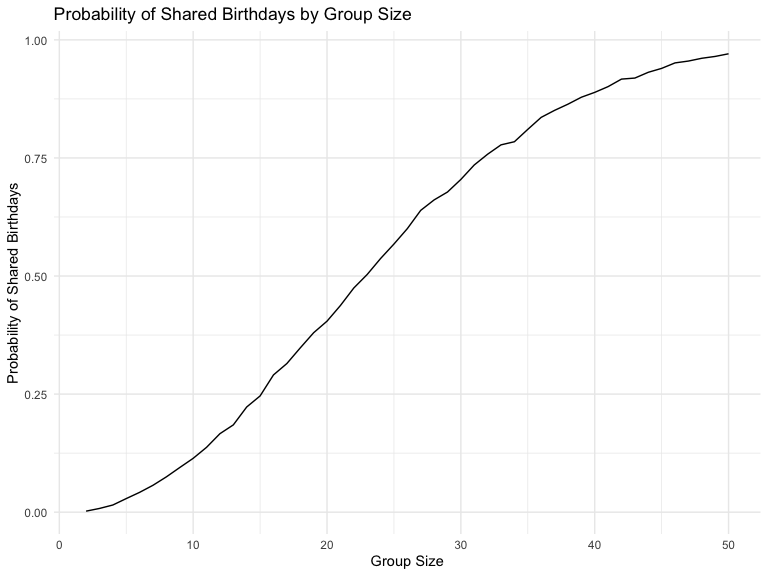 Probability of Shared Birthdays by Group Size
1.00
0.75
0.50
0.25
0.00
Probability of Shared Birthdays
0 10 20 30 40 50
Group Size